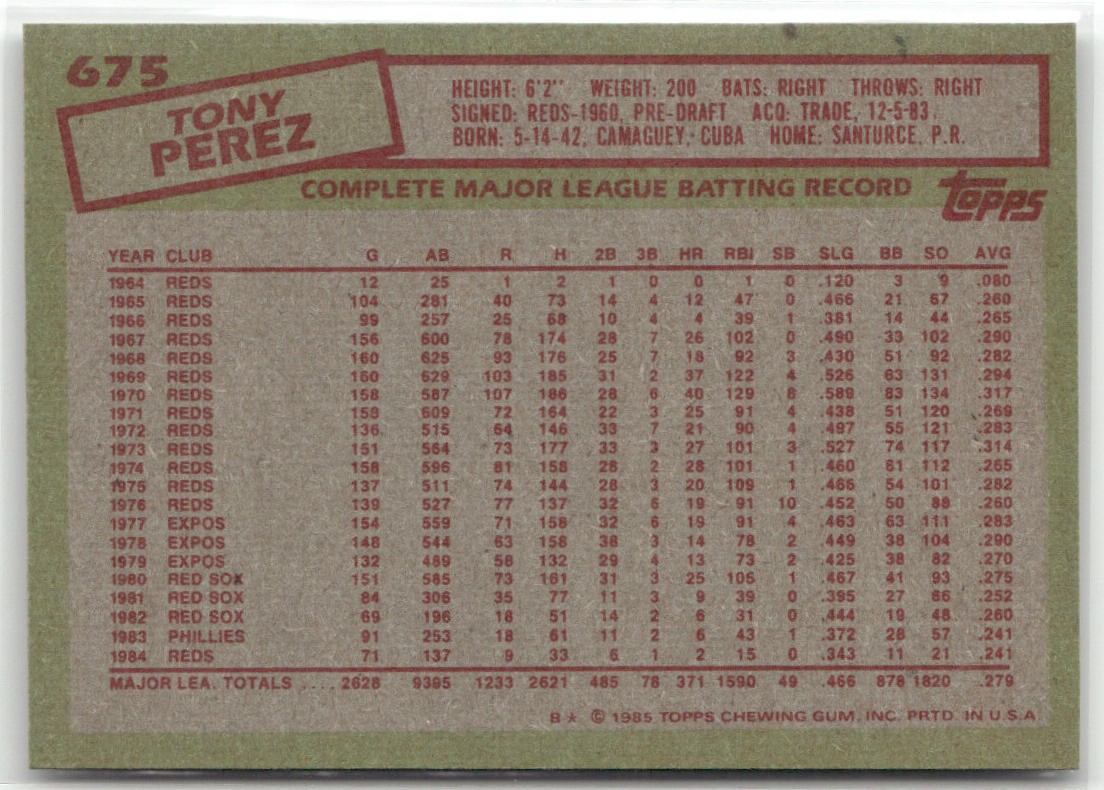 675
TONY
PEREZ
HEIGHT: 6'2" WEIGHT: 200 BATS: RIGHT THROWS: RIGHT
SIGNED: REDS-1960, PRE-DRAFT ACQ: TRADE, 12-5-83
BORN: 5-14-42, CAMAGUEY, CUBA HOME: SANTURCE, P.R.
COMPLETE MAJOR LEAGUE BATTING RECORD
topps
YEAR CLUB G AB R H 2B 3B HR RBI SB SLG BB SO AVG
1964 REDS 12 25 1 2 1 0 0 1 0 .120 3 9 .080
1965 REDS 104 281 40 73 14 4 12 47 0 .466 21 67 .260
1966 REDS 99 257 25 68 10 4 4 39 1 .381 14 44 .265
1967 REDS 156 600 78 174 28 7 26 102 0 .490 33 102 .290
1968 REDS 160 625 93 176 25 7 18 92 3 .430 51 92 .282
1969 REDS 160 629 103 185 31 2 37 122 4 .526 63 131 .294
1970 REDS 158 587 107 186 28 6 40 129 8 .589 83 134 .317
1971 REDS 158 609 72 164 22 3 25 91 4 .438 51 120 .269
1972 REDS 136 515 64 146 33 7 21 90 4 .497 55 121 .283
1973 REDS 151 564 73 177 33 3 27 101 3 .527 74 117 .314
1974 REDS 158 596 81 158 28 2 28 101 1 .460 61 112 .265
1975 REDS 137 511 74 144 28 3 20 109 1 .466 54 101 .282
1976 REDS 139 527 77 137 32 6 19 91 10 .452 50 88 .260
1977 EXPOS 154 559 71 158 32 6 19 91 4 .463 63 111 .283
1978 EXPOS 148 544 63 158 38 3 14 78 2 .449 38 104 .290
1979 EXPOS 132 489 58 132 29 4 13 73 2 .425 38 82 .270
1980 RED SOX 151 585 73 161 31 3 25 105 1 .467 41 93 .275
1981 RED SOX 84 306 35 77 11 3 9 39 0 .395 27 66 .252
1982 RED SOX 69 196 18 51 14 2 6 31 0 .444 19 48 .260
1983 PHILLIES 91 253 18 61 11 2 6 43 1 .372 28 57 .241
1984 REDS 71 137 9 33 6 1 2 15 0 .343 11 21 .241
MAJOR LEA. TOTALS .... 2628 9395 1233 2621 485 78 371 1590 49 .466 878 1820 .279
B★ © 1985 TOPPS CHEWING GUM, INC. PRTD. IN U.S.A